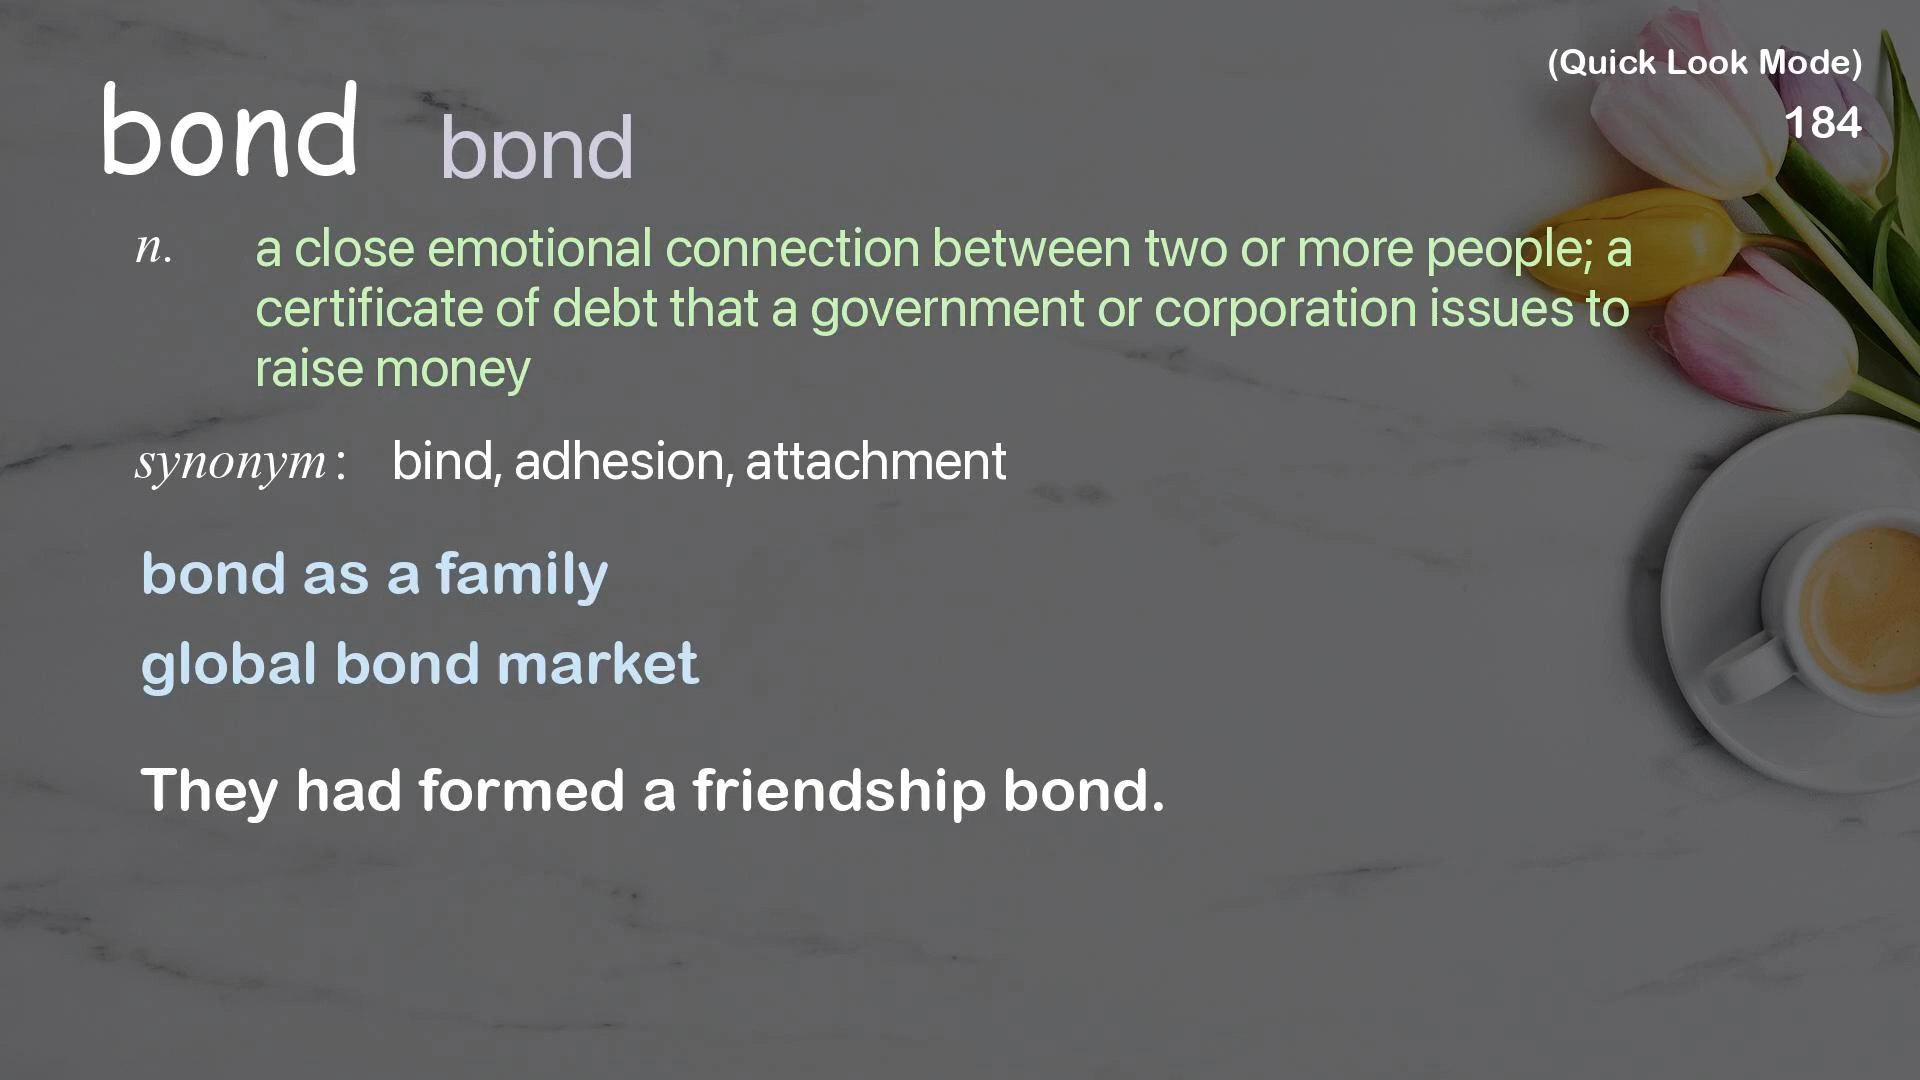 (Quick Look Mode)
184
bond bɒnd
n. a close emotional connection between two or more people; a
certificate of debt that a government or corporation issues to
raise money
synonym : bind, adhesion, attachment
bond as a family
global bond market
They had formed a friendship bond.